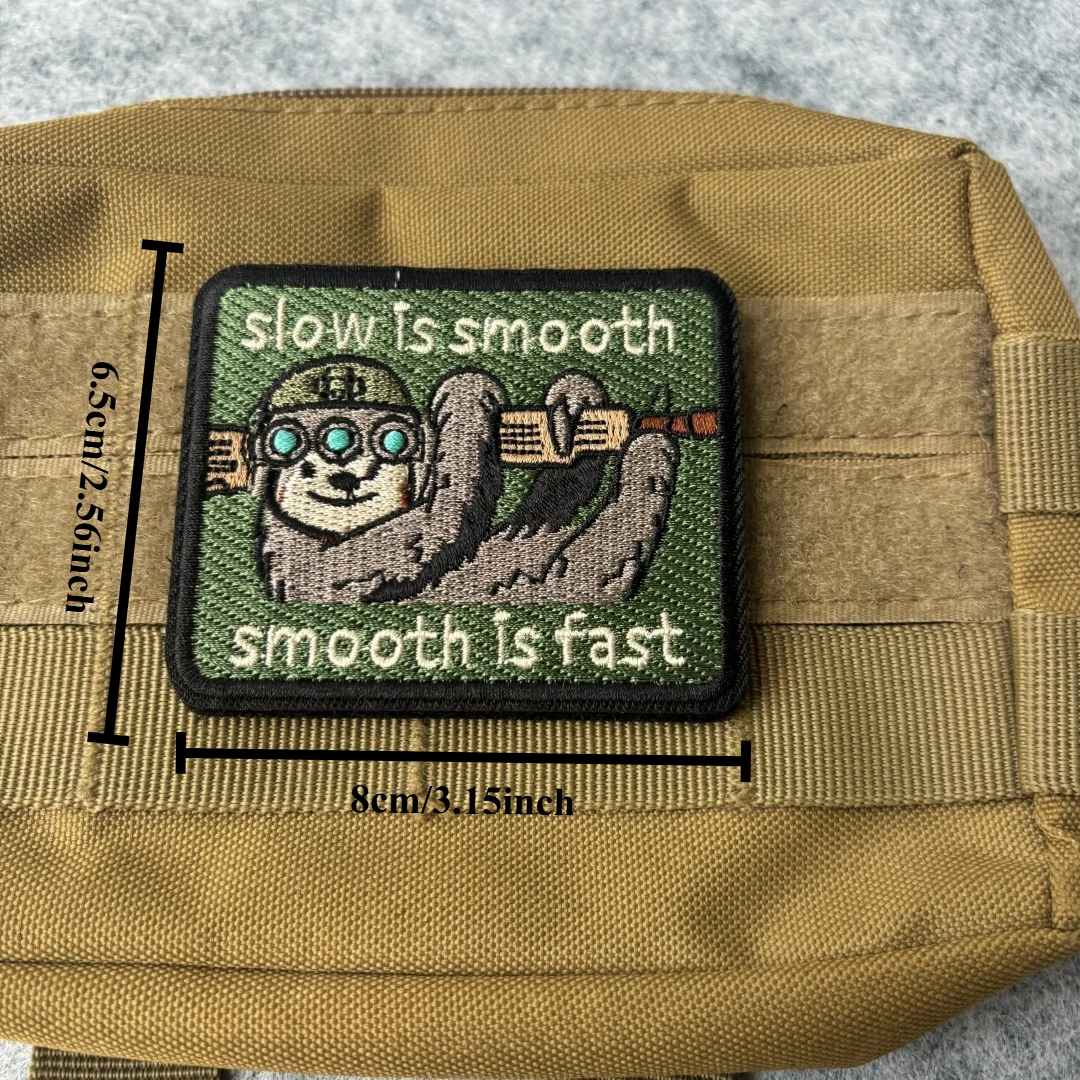 slow is smooth
smooth is fast
6.5cm/2.56inch
8cm/3.15inch